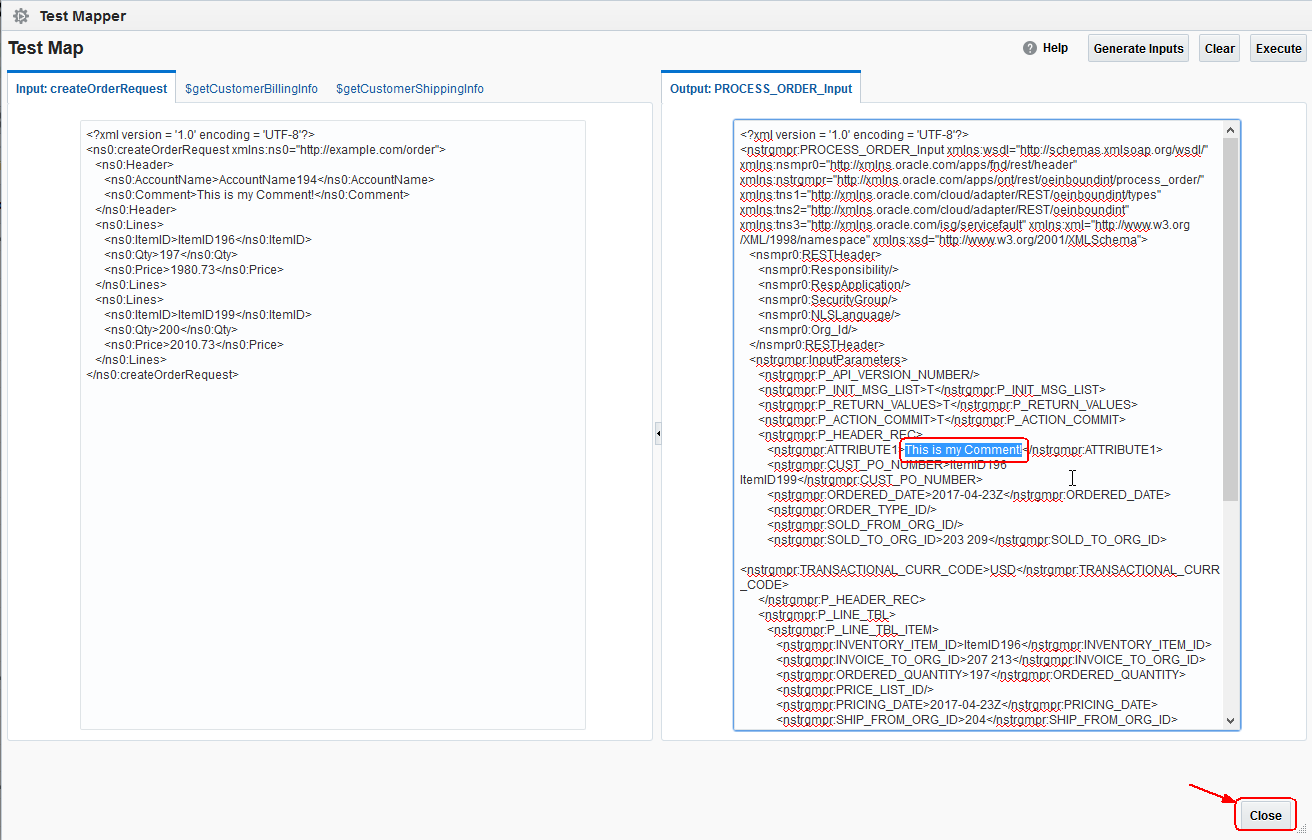 Test Mapper
Test Map
Help
Generate Inputs
Clear
Execute
Input: createOrderRequest
$getCustomerBillingInfo
$getCustomerShippingInfo
<?xml version = '1.0' encoding = 'UTF-8'?>
<ns0:createOrderRequest xmlns:ns0="http://example.com/order">
<ns0:Header>
<ns0:AccountName>AccountName194</ns0:AccountName>
<ns0:Comment>This is my Comment!</ns0:Comment>
</ns0:Header>
<ns0:Lines>
<ns0:ItemID>ItemID196</ns0:ItemID>
<ns0:Qty>197</ns0:Qty>
<ns0:Price>1980.73</ns0:Price>
</ns0:Lines>
<ns0:Lines>
<ns0:ItemID>ItemID199</ns0:ItemID>
<ns0:Qty>200</ns0:Qty>
<ns0:Price>2010.73</ns0:Price>
</ns0:Lines>
</ns0:createOrderRequest>
Output: PROCESS_ORDER_Input
<?xml version = '1.0' encoding = 'UTF-8'?>
<nstrgmpr:PROCESS_ORDER_Input xmlns:wsdl="http://schemas.xmlsoap.org/wsdl/"
xmlns:nsmpr0="http://xmlns.oracle.com/apps/fnd/rest/header"
xmlns:nstrgmpr="http://xmlns.oracle.com/apps/ont/rest/oeinboundint/process_order/"
xmlns:tns1="http://xmlns.oracle.com/cloud/adapter/REST/oeinboundint/types"
xmlns:tns2="http://xmlns.oracle.com/cloud/adapter/REST/oeinboundint"
xmlns:tns3="http://xmlns.oracle.com/isg/servicefault" xmlns:xml="http://www.w3.org
/XML/1998/namespace" xmlns:xsd="http://www.w3.org/2001/XMLSchema">
<nsmpr0:RESTHeader>
<nsmpr0:Responsibility/>
<nsmpr0:RespApplication/>
<nsmpr0:SecurityGroup/>
<nsmpr0:NLSLanguage/>
<nsmpr0:Org_Id/>
</nsmpr0:RESTHeader>
<nstrgmpr:InputParameters>
<nstrgmpr:P_API_VERSION_NUMBER/>
<nstrgmpr:P_INIT_MSG_LIST>T</nstrgmpr:P_INIT_MSG_LIST>
<nstrgmpr:P_RETURN_VALUES>T</nstrgmpr:P_RETURN_VALUES>
<nstrgmpr:P_ACTION_COMMIT>T</nstrgmpr:P_ACTION_COMMIT>
<nstrgmpr:P_HEADER_REC>
<nstrgmpr:ATTRIBUTE1>This is my Comment!</nstrgmpr:ATTRIBUTE1>
<nstrgmpr:CUST_PO_NUMBER>ItemID196
ItemID199</nstrgmpr:CUST_PO_NUMBER>
<nstrgmpr:ORDERED_DATE>2017-04-23Z</nstrgmpr:ORDERED_DATE>
<nstrgmpr:ORDER_TYPE_ID/>
<nstrgmpr:SOLD_FROM_ORG_ID/>
<nstrgmpr:SOLD_TO_ORG_ID>203 209</nstrgmpr:SOLD_TO_ORG_ID>
<nstrgmpr:TRANSACTIONAL_CURR_CODE>USD</nstrgmpr:TRANSACTIONAL_CURR
_CODE>
</nstrgmpr:P_HEADER_REC>
<nstrgmpr:P_LINE_TBL>
<nstrgmpr:P_LINE_TBL_ITEM>
<nstrgmpr:INVENTORY_ITEM_ID>ItemID196</nstrgmpr:INVENTORY_ITEM_ID>
<nstrgmpr:INVOICE_TO_ORG_ID>207 213</nstrgmpr:INVOICE_TO_ORG_ID>
<nstrgmpr:ORDERED_QUANTITY>197</nstrgmpr:ORDERED_QUANTITY>
<nstrgmpr:PRICE_LIST_ID/>
<nstrgmpr:PRICING_DATE>2017-04-23Z</nstrgmpr:PRICING_DATE>
<nstrgmpr:SHIP_FROM_ORG_ID>204</nstrgmpr:SHIP_FROM_ORG_ID>
Close